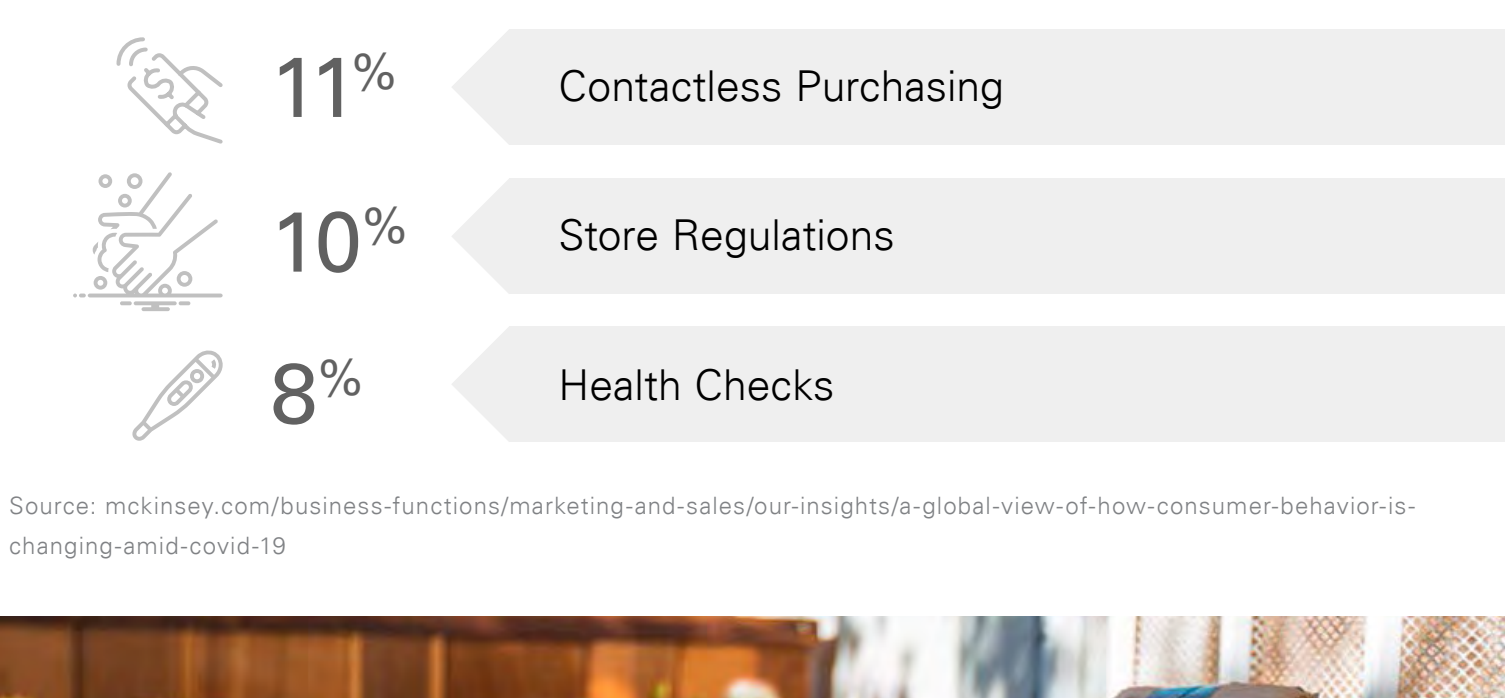 11% Contactless Purchasing
10% Store Regulations
8% Health Checks
Source: mckinsey.com/business-functions/marketing-and-sales/our-insights/a-global-view-of-how-consumer-behavior-is-
changing-amid-covid-19